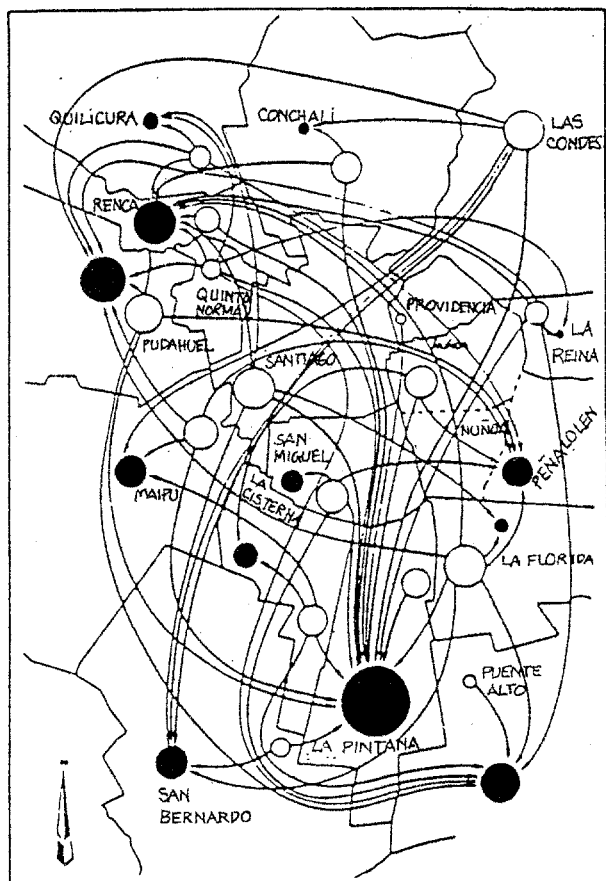 QUILICURA
CONCHALÍ
LAS
CONDES
RENCA
QUINTA
NORMAL
PROVIDENCIA
LA
REINA
PUDAHUEL
SANTIAGO
ÑUÑOA
SAN
MIGUEL
PEÑALOLEN
MAIPU
LA
CISTERNA
LA FLORIDA
PUENTE
ALTO
LA PINTANA
SAN
BERNARDO